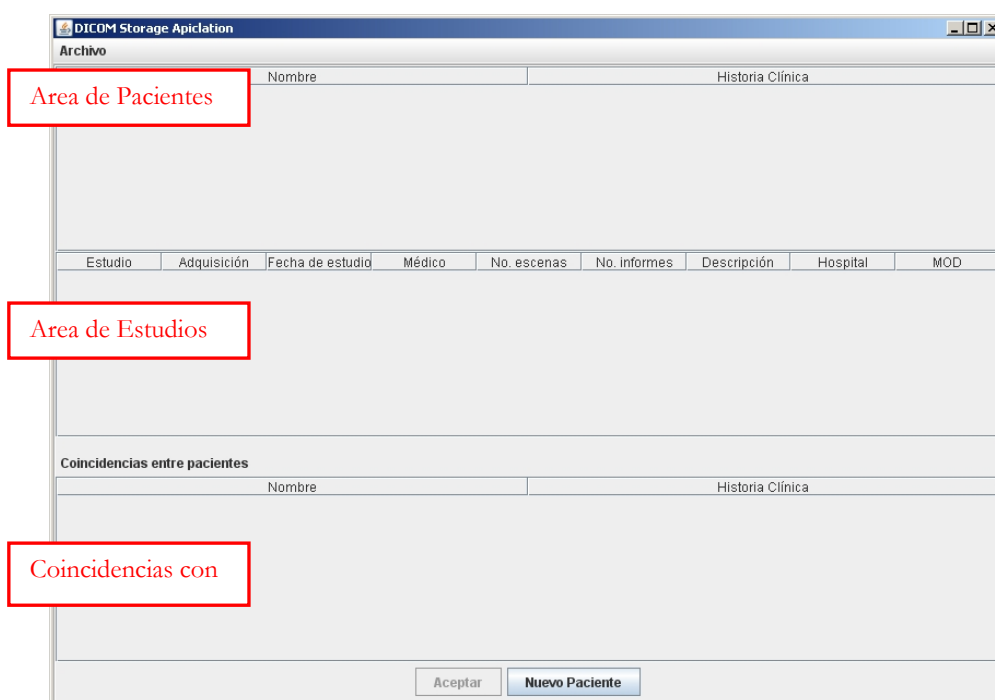 DICOM Storage Apiclation
Archivo
Nombre Historia Clínica
Area de Pacientes
Estudio Adquisición Fecha de estudio Médico No. escenas No. informes Descripción Hospital MOD
Area de Estudios
Coincidencias entre pacientes
Nombre Historia Clínica
Coincidencias con
Aceptar Nuevo Paciente